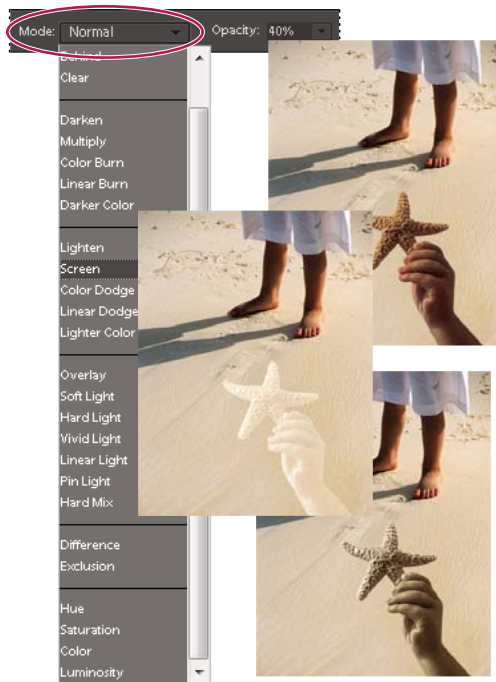 Mode: Normal Opacity: 40%
Behind
Clear
Darken
Multiply
Color Burn
Linear Burn
Darker Color
Lighten
Screen
Color Dodge
Linear Dodge
Lighter Color
Overlay
Soft Light
Hard Light
Vivid Light
Linear Light
Pin Light
Hard Mix
Difference
Exclusion
Hue
Saturation
Color
Luminosity